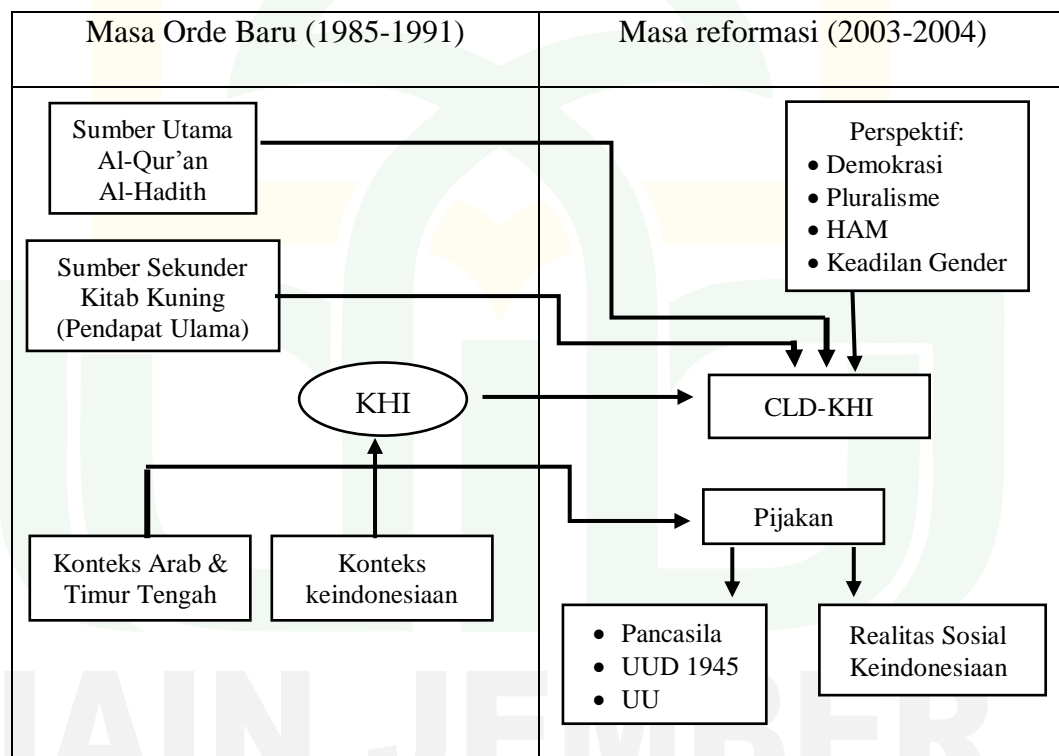 Masa Orde Baru (1985-1991)
Masa reformasi (2003-2004)
Sumber Utama
Al-Qur’an
Al-Hadith
Perspektif:
• Demokrasi
• Pluralisme
• HAM
• Keadilan Gender
Sumber Sekunder
Kitab Kuning
(Pendapat Ulama)
KHI
CLD-KHI
Pijakan
Konteks Arab &
Timur Tengah
Konteks
keindonesiaan
• Pancasila
• UUD 1945
• UU
Realitas Sosial
Keindonesiaan
IAIN JEMBER